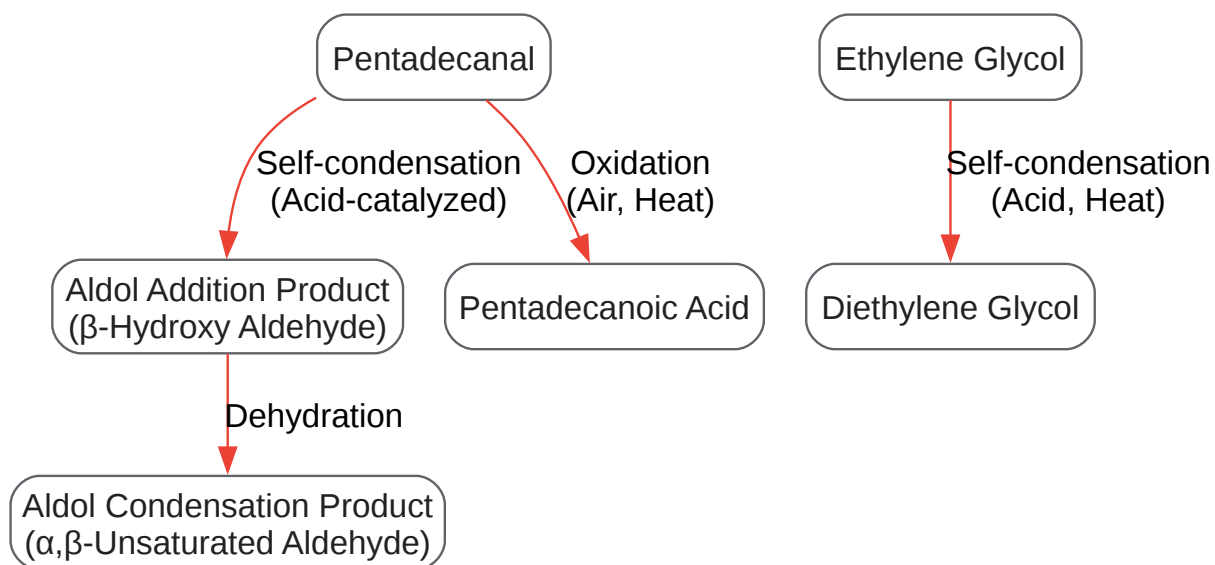 Pentadecanal
Ethylene Glycol
Self-condensation
(Acid-catalyzed)
Oxidation
(Air, Heat)
Self-condensation
(Acid, Heat)
Aldol Addition Product
(β-Hydroxy Aldehyde)
Pentadecanoic Acid
Diethylene Glycol
Dehydration
Aldol Condensation Product
(α,β-Unsaturated Aldehyde)